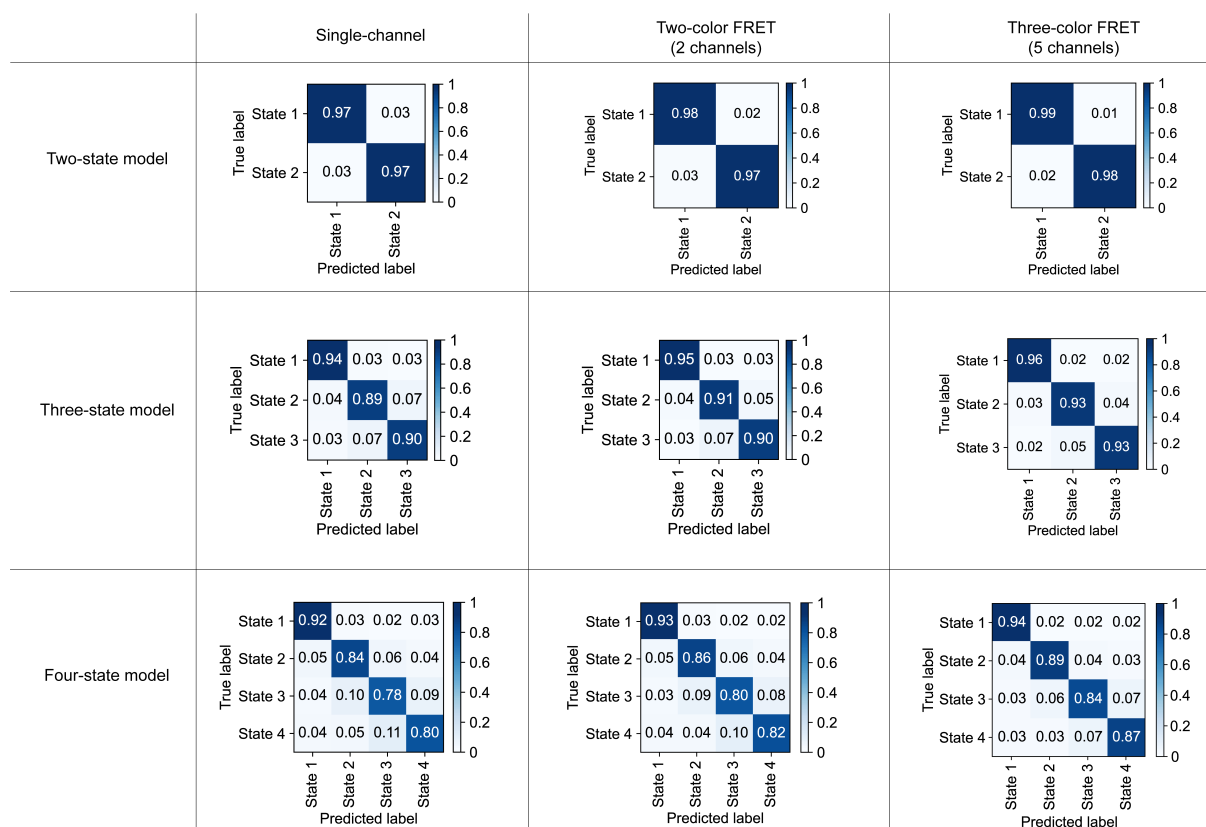 Single-channel
Two-color FRET
(2 channels)
Three-color FRET
(5 channels)
Two-state model
True label
State 1
0.97 0.03
State 2
0.03 0.97
State 1
State 2
Predicted label
1
0.8
0.6
0.4
0.2
0
True label
State 1
0.98 0.02
State 2
0.03 0.97
State 1
State 2
Predicted label
1
0.8
0.6
0.4
0.2
0
True label
State 1
0.99 0.01
State 2
0.02 0.98
State 1
State 2
Predicted label
1
0.8
0.6
0.4
0.2
0
Three-state model
True label
State 1
0.94 0.03 0.03
State 2
0.04 0.89 0.07
State 3
0.03 0.07 0.90
State 1
State 2
State 3
Predicted label
1
0.8
0.6
0.4
0.2
0
True label
State 1
0.95 0.03 0.03
State 2
0.04 0.91 0.05
State 3
0.03 0.07 0.90
State 1
State 2
State 3
Predicted label
1
0.8
0.6
0.4
0.2
0
True label
State 1
0.96 0.02 0.02
State 2
0.03 0.93 0.04
State 3
0.02 0.05 0.93
State 1
State 2
State 3
Predicted label
1
0.8
0.6
0.4
0.2
0
Four-state model
True label
State 1
0.92 0.03 0.02 0.03
State 2
0.05 0.84 0.06 0.04
State 3
0.04 0.10 0.78 0.09
State 4
0.04 0.05 0.11 0.80
State 1
State 2
State 3
State 4
Predicted label
1
0.8
0.6
0.4
0.2
0
True label
State 1
0.93 0.03 0.02 0.02
State 2
0.05 0.86 0.06 0.04
State 3
0.03 0.09 0.80 0.08
State 4
0.04 0.04 0.10 0.82
State 1
State 2
State 3
State 4
Predicted label
1
0.8
0.6
0.4
0.2
0
True label
State 1
0.94 0.02 0.02 0.02
State 2
0.04 0.89 0.04 0.03
State 3
0.03 0.06 0.84 0.07
State 4
0.03 0.03 0.07 0.87
State 1
State 2
State 3
State 4
Predicted label
1
0.8
0.6
0.4
0.2
0